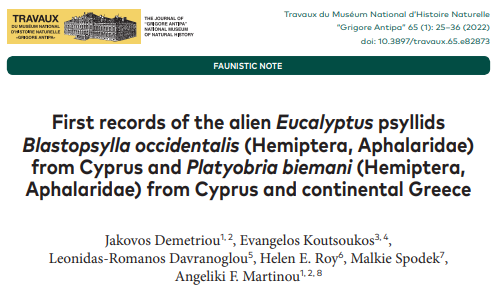 TRAVAUX
DU MUSÉUM NATIONAL
D'HISTOIRE NATURELLE
«GRIGORE ANTIPA»
THE JOURNAL OF
"GRIGORE ANTIPA"
NATIONAL MUSEUM
OF NATURAL HISTORY
Travaux du Muséum National d'Histoire Naturelle
"Grigore Antipa" 65 (1): 25–36 (2022)
doi: 10.3897/travaux.65.e82873
FAUNISTIC NOTE
First records of the alien Eucalyptus psyllids
Blastopsylla occidentalis (Hemiptera, Aphalaridae)
from Cyprus and Platyobria biemani (Hemiptera,
Aphalaridae) from Cyprus and continental Greece
Jakovos Demetriou1, 2, Evangelos Koutsoukos3, 4,
Leonidas-Romanos Davranoglou5, Helen E. Roy6, Malkie Spodek7,
Angeliki F. Martinou1, 2, 8